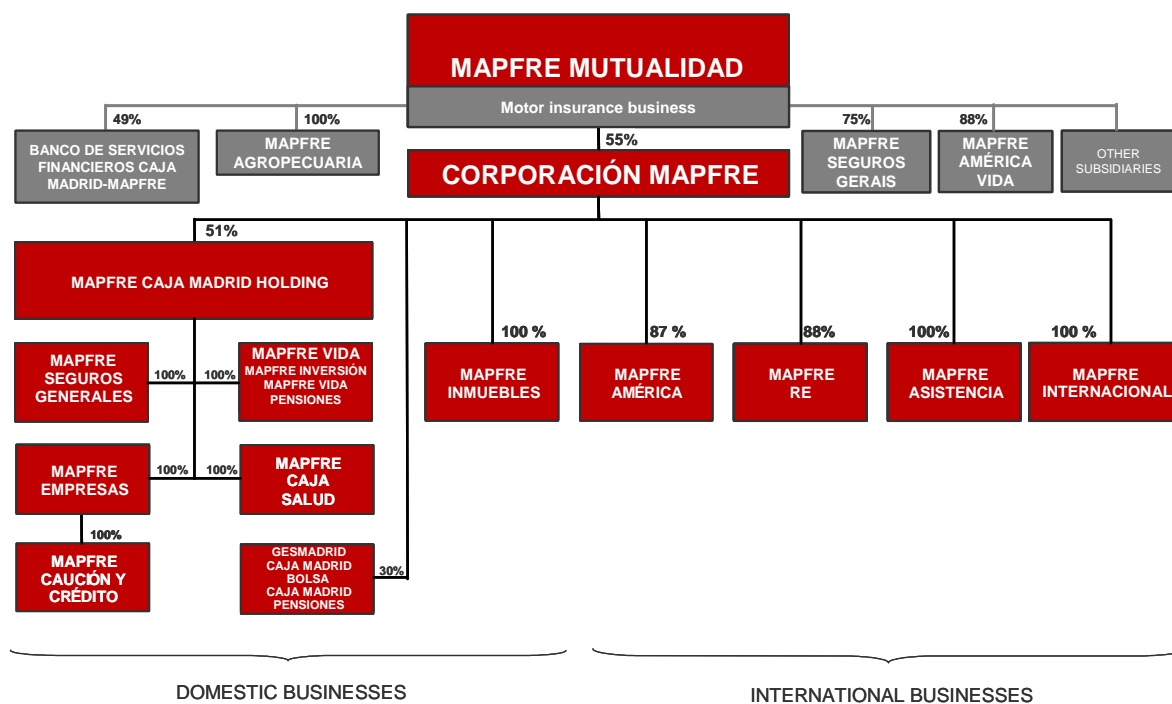 MAPFRE MUTUALIDAD
Motor insurance business
49%
100%
75%
88%
BANCO DE SERVICIOS
FINANCIEROS CAJA
MADRID-MAPFRE
MAPFRE
AGROPECUARIA
55%
CORPORACIÓN MAPFRE
MAPFRE
SEGUROS
GERAIS
MAPFRE
AMÉRICA
VIDA
OTHER
SUBSIDIARIES
51%
MAPFRE CAJA MADRID HOLDING
100 %
87 %
88%
100%
100 %
MAPFRE
SEGUROS
GENERALES
100%
100%
MAPFRE VIDA
MAPFRE INVERSIÓN
MAPFRE VIDA
PENSIONES
MAPFRE
INMUEBLES
MAPFRE
AMÉRICA
MAPFRE
RE
MAPFRE
ASISTENCIA
MAPFRE
INTERNACIONAL
MAPFRE
EMPRESAS
100%
100%
MAPFRE
CAJA
SALUD
100%
MAPFRE
CAUCIÓN Y
CRÉDITO
GESMADRID
CAJA MADRID
BOLSA
CAJA MADRID
PENSIONES
30%
DOMESTIC BUSINESSES
INTERNATIONAL BUSINESSES